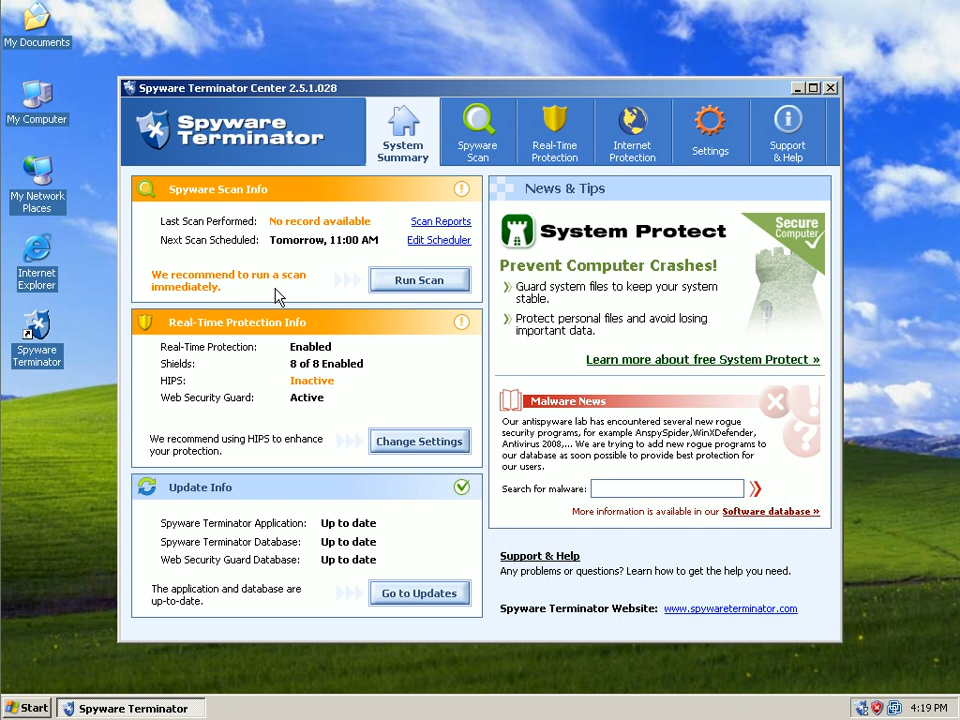 My Documents
My Computer
My Network
Places
Internet
Explorer
Spyware
Terminator
Spyware Terminator Center 2.5.1.028
Spyware
Terminator
System
Summary
Spyware
Scan
Real-Time
Protection
Internet
Protection
Settings
Support
& Help
Spyware Scan Info
Last Scan Performed: No record available Scan Reports
Next Scan Scheduled: Tomorrow, 11:00 AM Edit Scheduler
We recommend to run a scan
immediately.
Run Scan
Real-Time Protection Info
Real-Time Protection: Enabled
Shields: 8 of 8 Enabled
HIPS: Inactive
Web Security Guard: Active
We recommend using HIPS to enhance
your protection.
Change Settings
Update Info
Spyware Terminator Application: Up to date
Spyware Terminator Database: Up to date
Web Security Guard Database: Up to date
The application and database are
up-to-date.
Go to Updates
News & Tips
System Protect
Secure
Computer
Prevent Computer Crashes!
Guard system files to keep your system
stable.
Protect personal files and avoid losing
important data.
Learn more about free System Protect »
Malware News
Our antispyware lab has encountered several new rogue
security programs, for example AnspySpider,WinXDefender,
Antivirus 2008,... We are trying to add new rogue programs to
our database as soon possible to provide best protection for
our users.
Search for malware:
More information is available in our Software database »
Support & Help
Any problems or questions? Learn how to get the help you need.
Spyware Terminator Website: www.spywareterminator.com
Start
Spyware Terminator
4:19 PM